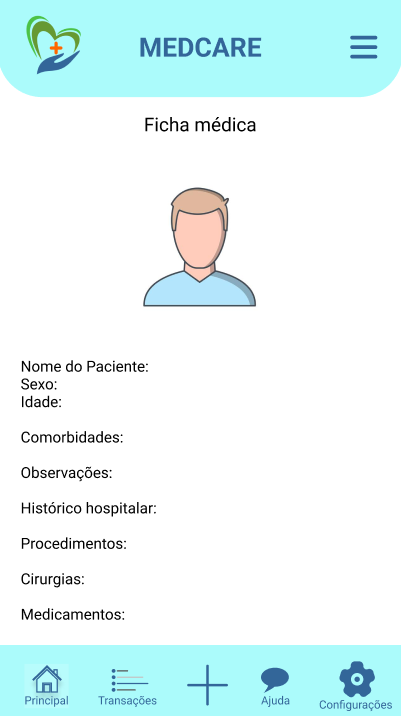 MEDCARE
Ficha médica
Nome do Paciente:
Sexo:
Idade:
Comorbidades:
Observações:
Histórico hospitalar:
Procedimentos:
Cirurgias:
Medicamentos:
Principal
Transações
Ajuda
Configurações